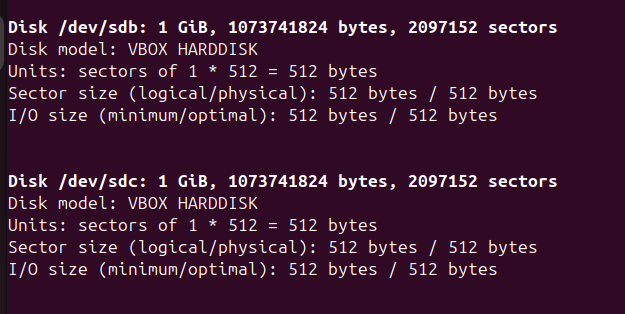 Disk /dev/sdb: 1 GiB, 1073741824 bytes, 2097152 sectors
Disk model: VBOX HARDDISK
Units: sectors of 1 * 512 = 512 bytes
Sector size (logical/physical): 512 bytes / 512 bytes
I/O size (minimum/optimal): 512 bytes / 512 bytes
Disk /dev/sdc: 1 GiB, 1073741824 bytes, 2097152 sectors
Disk model: VBOX HARDDISK
Units: sectors of 1 * 512 = 512 bytes
Sector size (logical/physical): 512 bytes / 512 bytes
I/O size (minimum/optimal): 512 bytes / 512 bytes